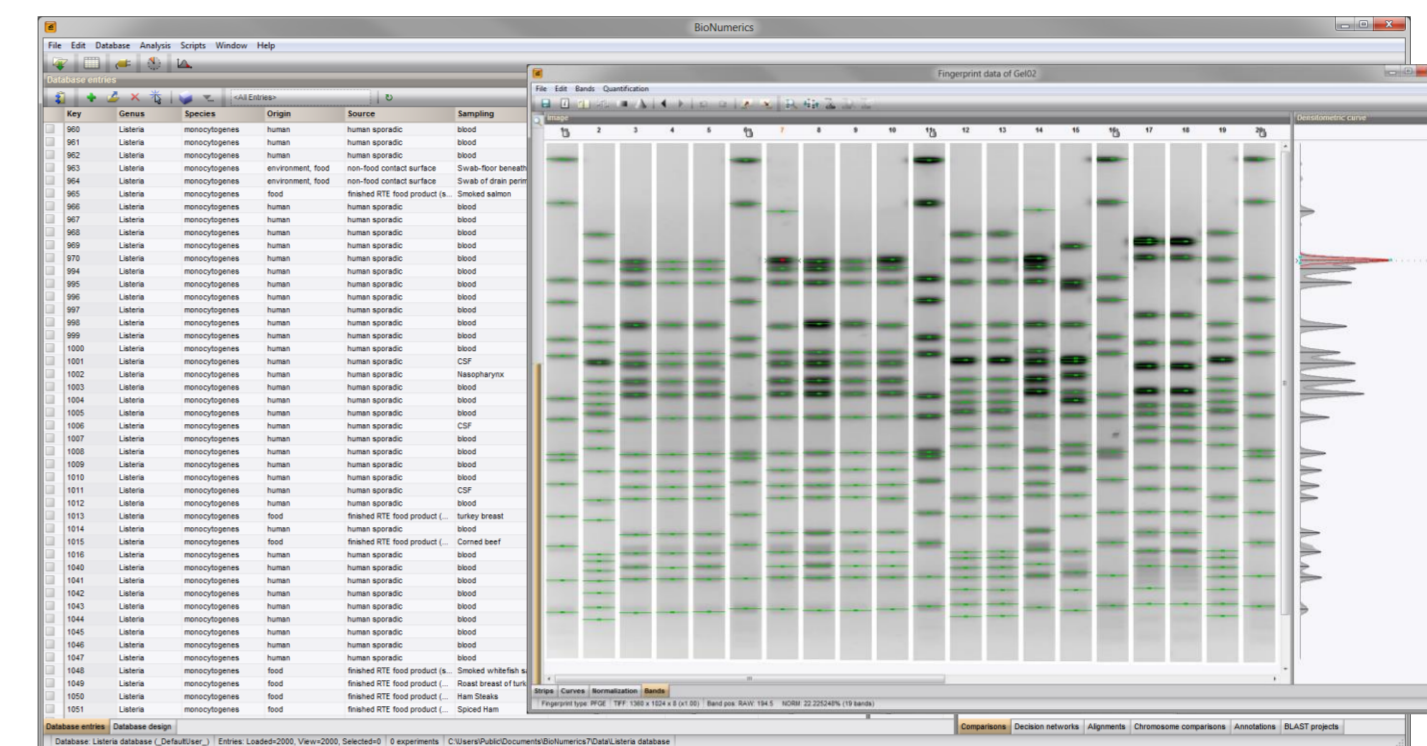 BioNumerics
File Edit Database Analysis Scripts Window Help
Database entries
<All Entries>
Key Genus Species Origin Source Sampling
960 Listeria monocytogenes human human sporadic blood
961 Listeria monocytogenes human human sporadic blood
962 Listeria monocytogenes human human sporadic blood
963 Listeria monocytogenes environment, food non-food contact surface Swab-floor beneath
964 Listeria monocytogenes environment, food non-food contact surface Swab of drain perim
965 Listeria monocytogenes food finished RTE food product (s... Smoked salmon
966 Listeria monocytogenes human human sporadic blood
967 Listeria monocytogenes human human sporadic blood
968 Listeria monocytogenes human human sporadic blood
969 Listeria monocytogenes human human sporadic blood
970 Listeria monocytogenes human human sporadic blood
994 Listeria monocytogenes human human sporadic blood
995 Listeria monocytogenes human human sporadic blood
996 Listeria monocytogenes human human sporadic blood
997 Listeria monocytogenes human human sporadic blood
998 Listeria monocytogenes human human sporadic blood
999 Listeria monocytogenes human human sporadic blood
1000 Listeria monocytogenes human human sporadic blood
1001 Listeria monocytogenes human human sporadic CSF
1002 Listeria monocytogenes human human sporadic Nasopharynx
1003 Listeria monocytogenes human human sporadic blood
1004 Listeria monocytogenes human human sporadic blood
1005 Listeria monocytogenes human human sporadic blood
1006 Listeria monocytogenes human human sporadic CSF
1007 Listeria monocytogenes human human sporadic blood
1008 Listeria monocytogenes human human sporadic blood
1009 Listeria monocytogenes human human sporadic blood
1010 Listeria monocytogenes human human sporadic blood
1011 Listeria monocytogenes human human sporadic CSF
1012 Listeria monocytogenes human human sporadic blood
1013 Listeria monocytogenes food finished RTE food product (... turkey breast
1014 Listeria monocytogenes human human sporadic blood
1015 Listeria monocytogenes food finished RTE food product (... Corned beef
1016 Listeria monocytogenes human human sporadic blood
1040 Listeria monocytogenes human human sporadic blood
1041 Listeria monocytogenes human human sporadic blood
1042 Listeria monocytogenes human human sporadic blood
1043 Listeria monocytogenes human human sporadic blood
1044 Listeria monocytogenes human human sporadic blood
1045 Listeria monocytogenes human human sporadic blood
1046 Listeria monocytogenes human human sporadic blood
1047 Listeria monocytogenes human human sporadic blood
1048 Listeria monocytogenes food finished RTE food product (s... Smoked whitefish sa
1049 Listeria monocytogenes food finished RTE food product (... Roast breast of turk
1050 Listeria monocytogenes food finished RTE food product (... Ham Steaks
1051 Listeria monocytogenes food finished RTE food product (... Spiced Ham
Database entries Database design
Fingerprint data of Gel02
File Edit Bands Quantification
Image Densitometric curve
2 3 4 5 7 8 9 10 12 13 14 15 17 18 19
Strips Curves Normalization Bands
Fingerprint type: PFGE TIFF: 1360 x 1024 x 8 (x1.00) Band pos. RAW: 194.5 NORM: 22.225248% (19 bands)
Comparisons Decision networks Alignments Chromosome comparisons Annotations BLAST projects
Database: Listeria database (_DefaultUser_) Entries: Loaded=2000, View=2000, Selected=0 0 experiments C:\Users\Public\Documents\BioNumerics7\Data\Listeria database